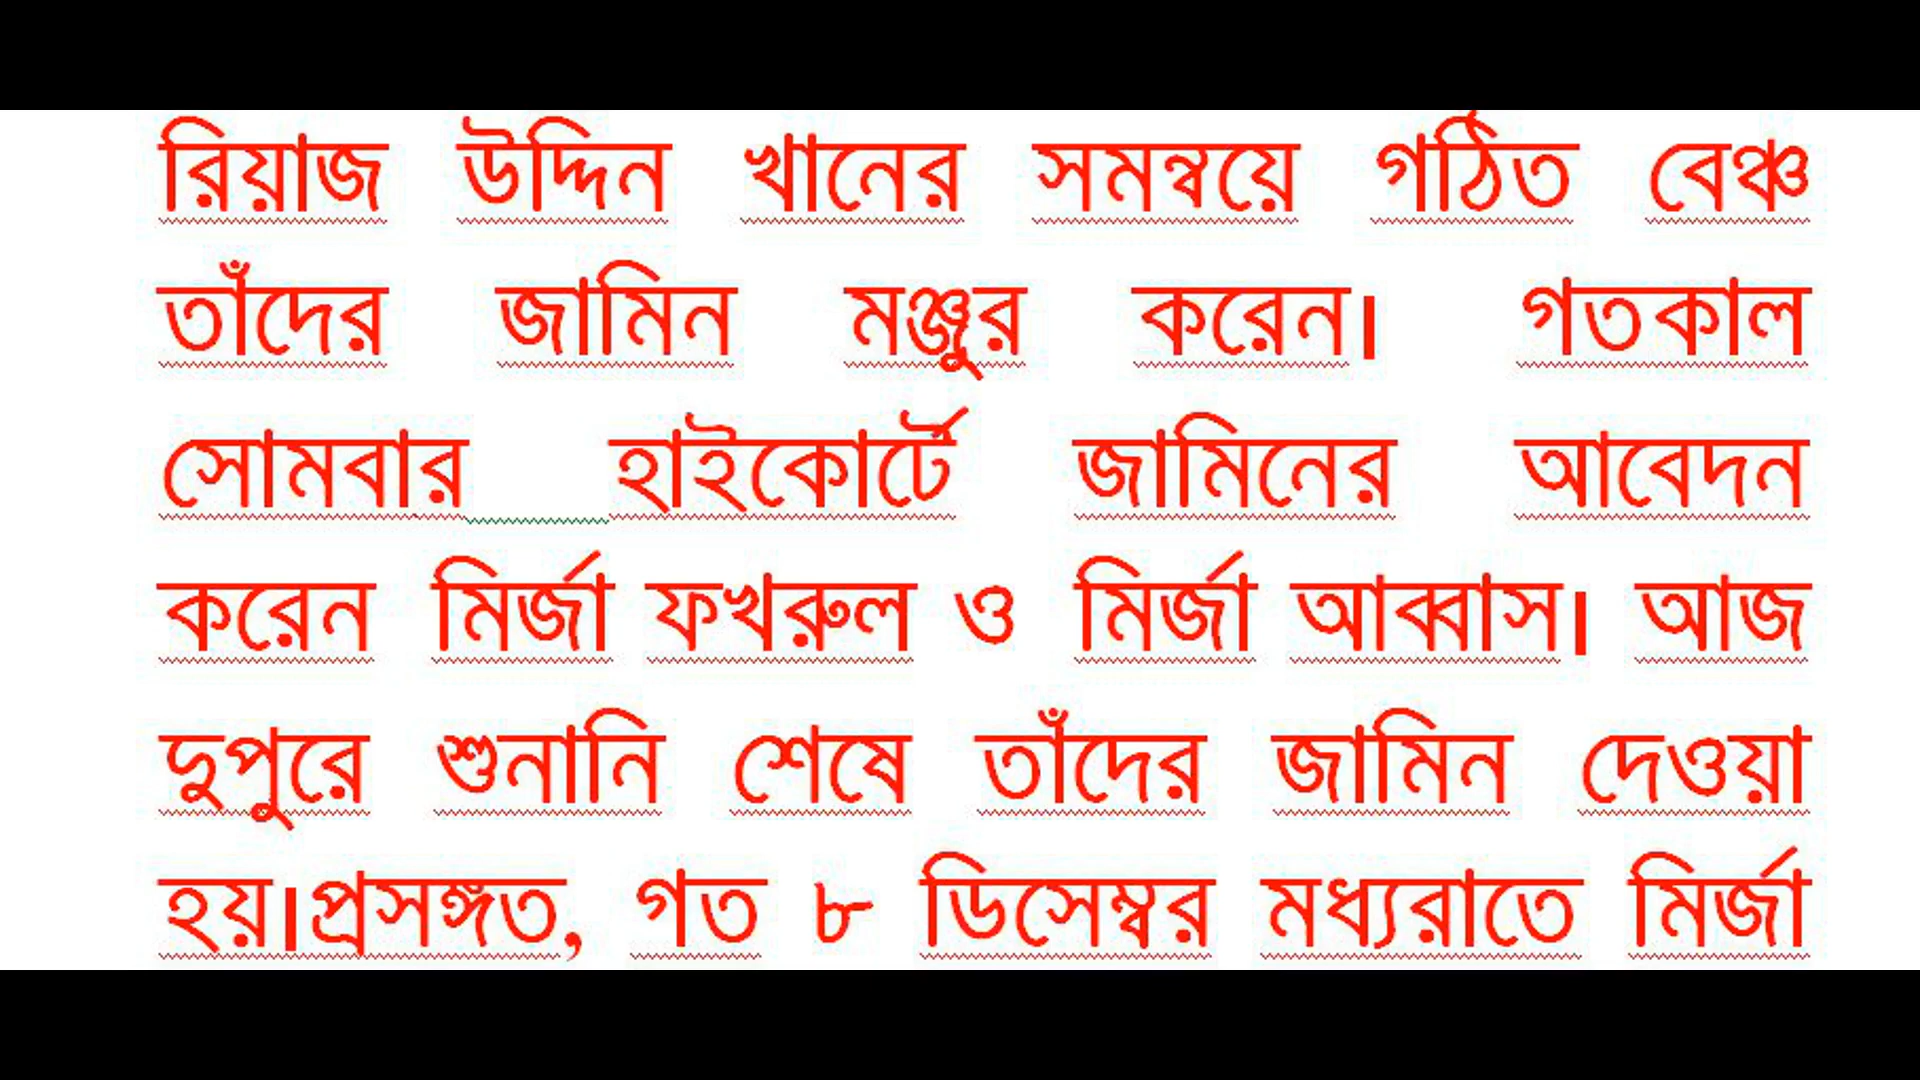 রিয়াজ উদ্দিন খানের সমন্বয়ে গঠিত বেঞ্চ
তাঁদের জামিন মঞ্জুর করেন। গতকাল
সোমবার হাইকোর্টে জামিনের আবেদন
করেন মির্জা ফখরুল ও মির্জা আব্বাস। আজ
দুপুরে শুনানি শেষে তাঁদের জামিন দেওয়া
হয়।প্রসঙ্গত, গত ৮ ডিসেম্বর মধ্যরাতে মির্জা